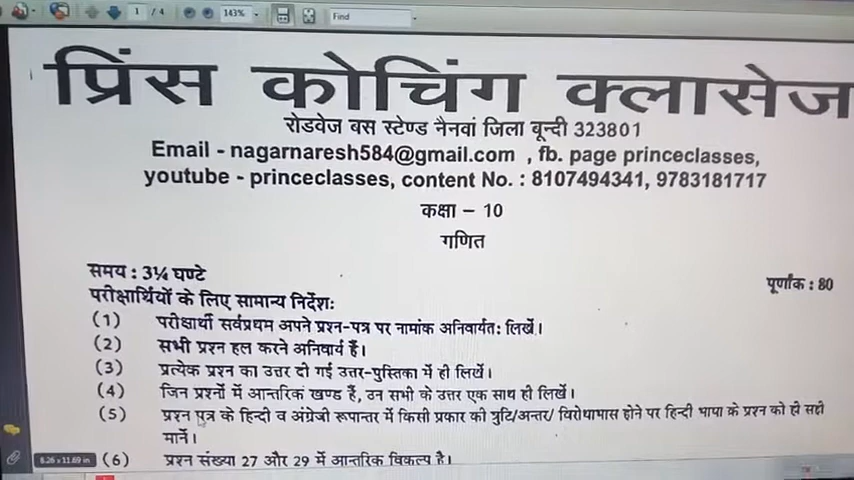 1 / 4 143% Find
प्रिंस कोचिंग क्लासेज
रोडवेज बस स्टेण्ड नैनवां जिला बून्दी 323801
Email - nagarnaresh584@gmail.com , fb. page princeclasses,
youtube - princeclasses, content No. : 8107494341, 9783181717
कक्षा – 10
गणित
समय : 3¼ घण्टे
पूर्णांक : 80
परीक्षार्थियों के लिए सामान्य निर्देशः
(1) परीक्षार्थी सर्वप्रथम अपने प्रश्न-पत्र पर नामांक अनिवार्यतः लिखें।
(2) सभी प्रश्न हल करने अनिवार्य हैं।
(3) प्रत्येक प्रश्न का उत्तर दी गई उत्तर-पुस्तिका में ही लिखें।
(4) जिन प्रश्नों में आन्तरिक खण्ड हैं, उन सभी के उत्तर एक साथ ही लिखें।
(5) प्रश्न पत्र के हिन्दी व अंग्रेजी रूपान्तर में किसी प्रकार की त्रुटि/अन्तर/ विरोधाभास होने पर हिन्दी भाषा के प्रश्न को ही सही
मानें।
(6) प्रश्न संख्या 27 और 29 में आन्तरिक विकल्प है।
8.26 x 11.69 in